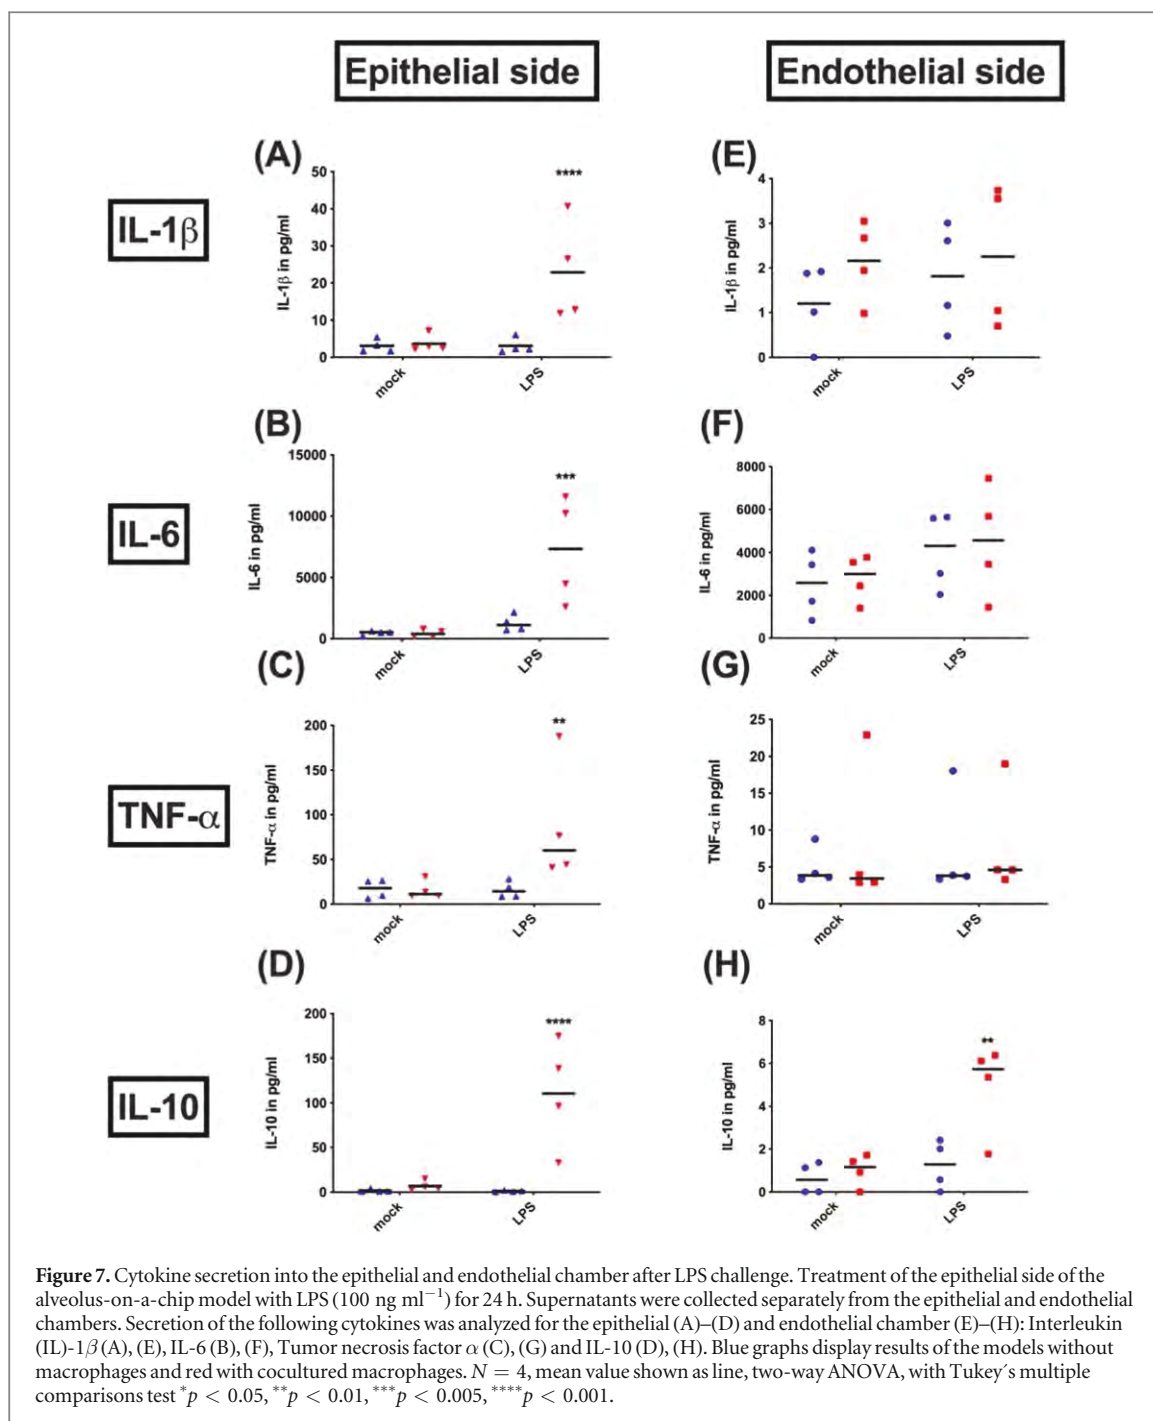 Epithelial side
Endothelial side
(A)
(E)
IL-1β
IL-1β in pg/ml
50
40
30
20
10
0
****
mock
LPS
IL-1β in pg/ml
4
3
2
1
0
mock
LPS
(B)
(F)
IL-6
IL-6 in pg/ml
15000
10000
5000
0
***
mock
LPS
IL-6 in pg/ml
8000
6000
4000
2000
0
mock
LPS
(C)
(G)
TNF-α
TNF-α in pg/ml
200
150
100
50
0
**
mock
LPS
TNF-α in pg/ml
25
20
15
10
5
0
mock
LPS
(D)
(H)
IL-10
IL-10 in pg/ml
200
150
100
50
0
****
mock
LPS
IL-10 in pg/ml
8
6
4
2
0
**
mock
LPS
Figure 7. Cytokine secretion into the epithelial and endothelial chamber after LPS challenge. Treatment of the epithelial side of the
alveolus-on-a-chip model with LPS (100 ng ml⁻¹) for 24 h. Supernatants were collected separately from the epithelial and endothelial
chambers. Secretion of the following cytokines was analyzed for the epithelial (A)–(D) and endothelial chamber (E)–(H): Interleukin
(IL)-1β (A), (E), IL-6 (B), (F), Tumor necrosis factor α (C), (G) and IL-10 (D), (H). Blue graphs display results of the models without
macrophages and red with cocultured macrophages. N = 4, mean value shown as line, two-way ANOVA, with Tukey´s multiple
comparisons test *p < 0.05, **p < 0.01, ***p < 0.005, ****p < 0.001.